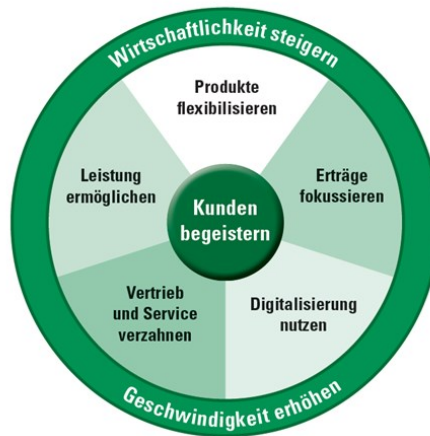 Wirtschaftlichkeit steigern
Produkte
flexibilisieren
Leistung
ermöglichen
Erträge
fokussieren
Kunden
begeistern
Vertrieb
und Service
verzahnen
Digitalisierung
nutzen
Geschwindigkeit erhöhen